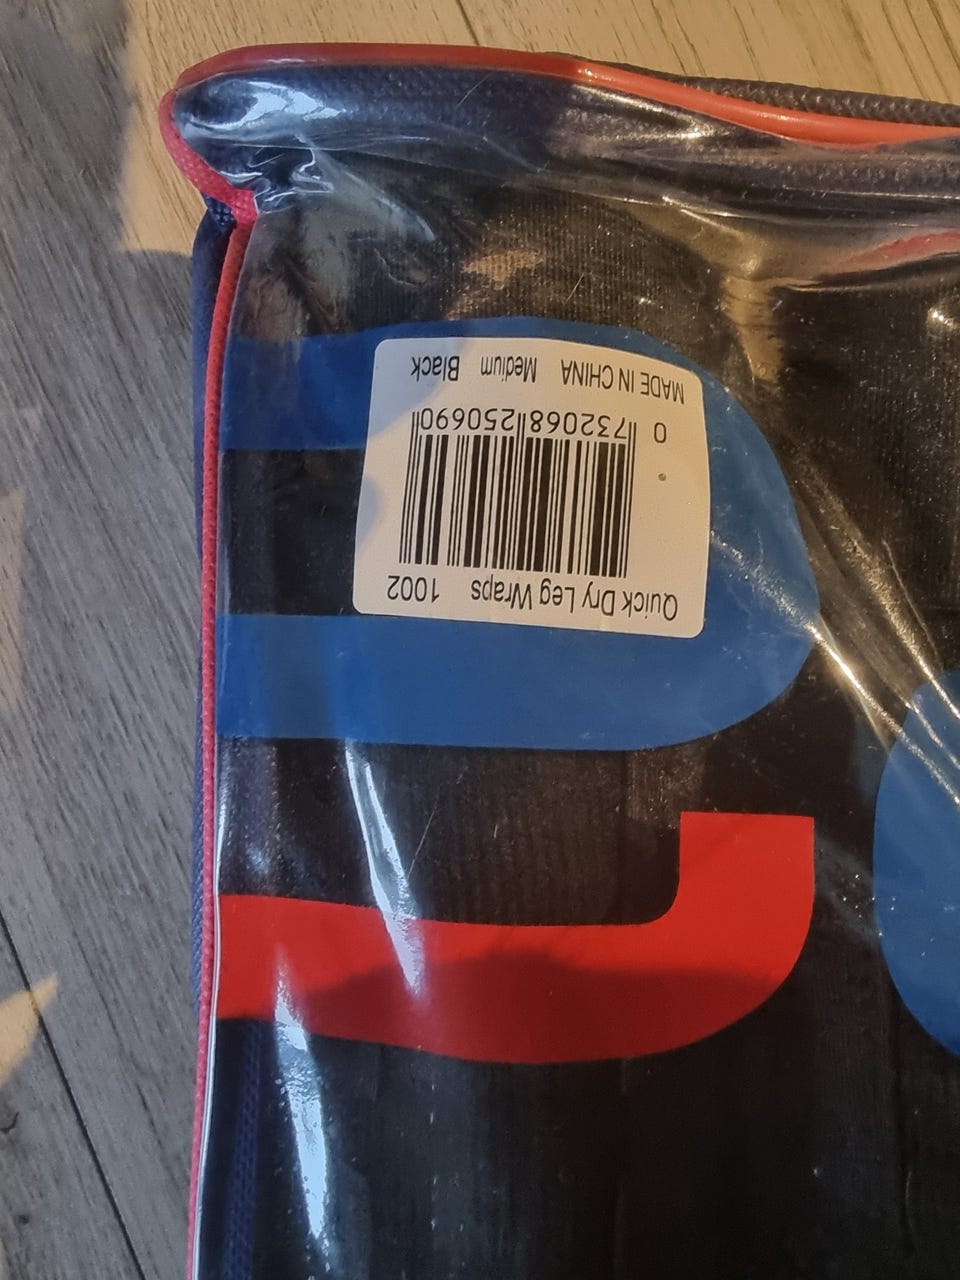 Quick Dry Leg Wraps 1002
0 732068 250690
MADE IN CHINA Medium Black